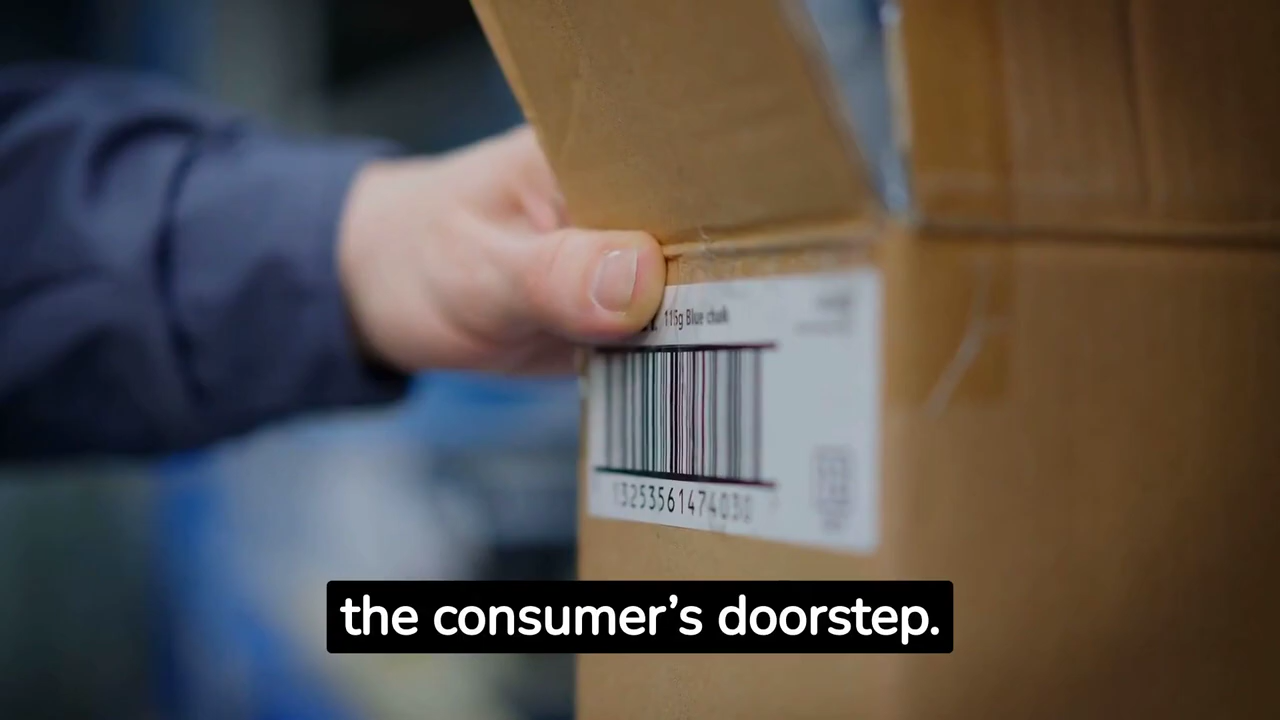 115g Blue chalk
13253561474030
the consumer’s doorstep.